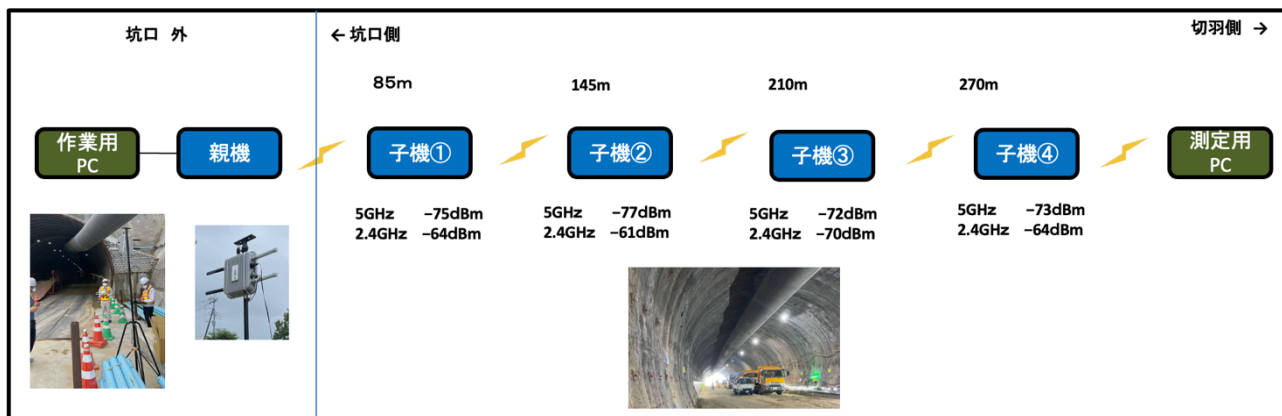 坑口 外
← 坑口側
切羽側 →
85m
145m
210m
270m
作業用
PC
親機
子機①
子機②
子機③
子機④
測定用
PC
5GHz −75dBm
2.4GHz −64dBm
5GHz −77dBm
2.4GHz −61dBm
5GHz −72dBm
2.4GHz −70dBm
5GHz −73dBm
2.4GHz −64dBm